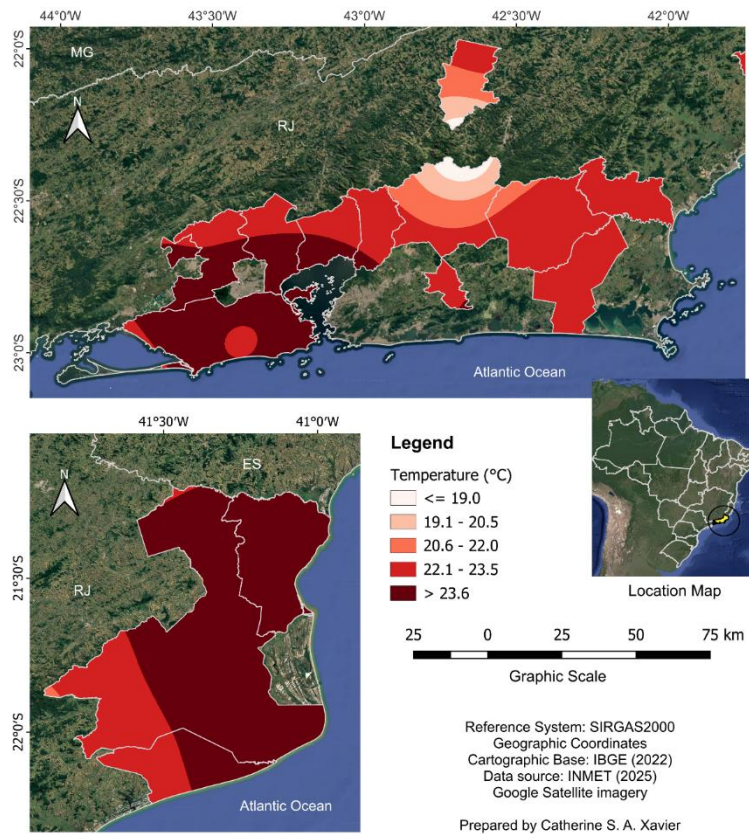 44°0'W 43°30'W 43°0'W 42°30'W 42°0'W
22°0'S
MG
N
RJ
22°30'S
23°0'S
Atlantic Ocean
41°30'W 41°0'W
ES
N
RJ
21°30'S
22°0'S
Atlantic Ocean
Legend
Temperature (°C)
<= 19.0
19.1 - 20.5
20.6 - 22.0
22.1 - 23.5
> 23.6
Location Map
25 0 25 50 75 km
Graphic Scale
Reference System: SIRGAS2000
Geographic Coordinates
Cartographic Base: IBGE (2022)
Data source: INMET (2025)
Google Satellite imagery
Prepared by Catherine S. A. Xavier